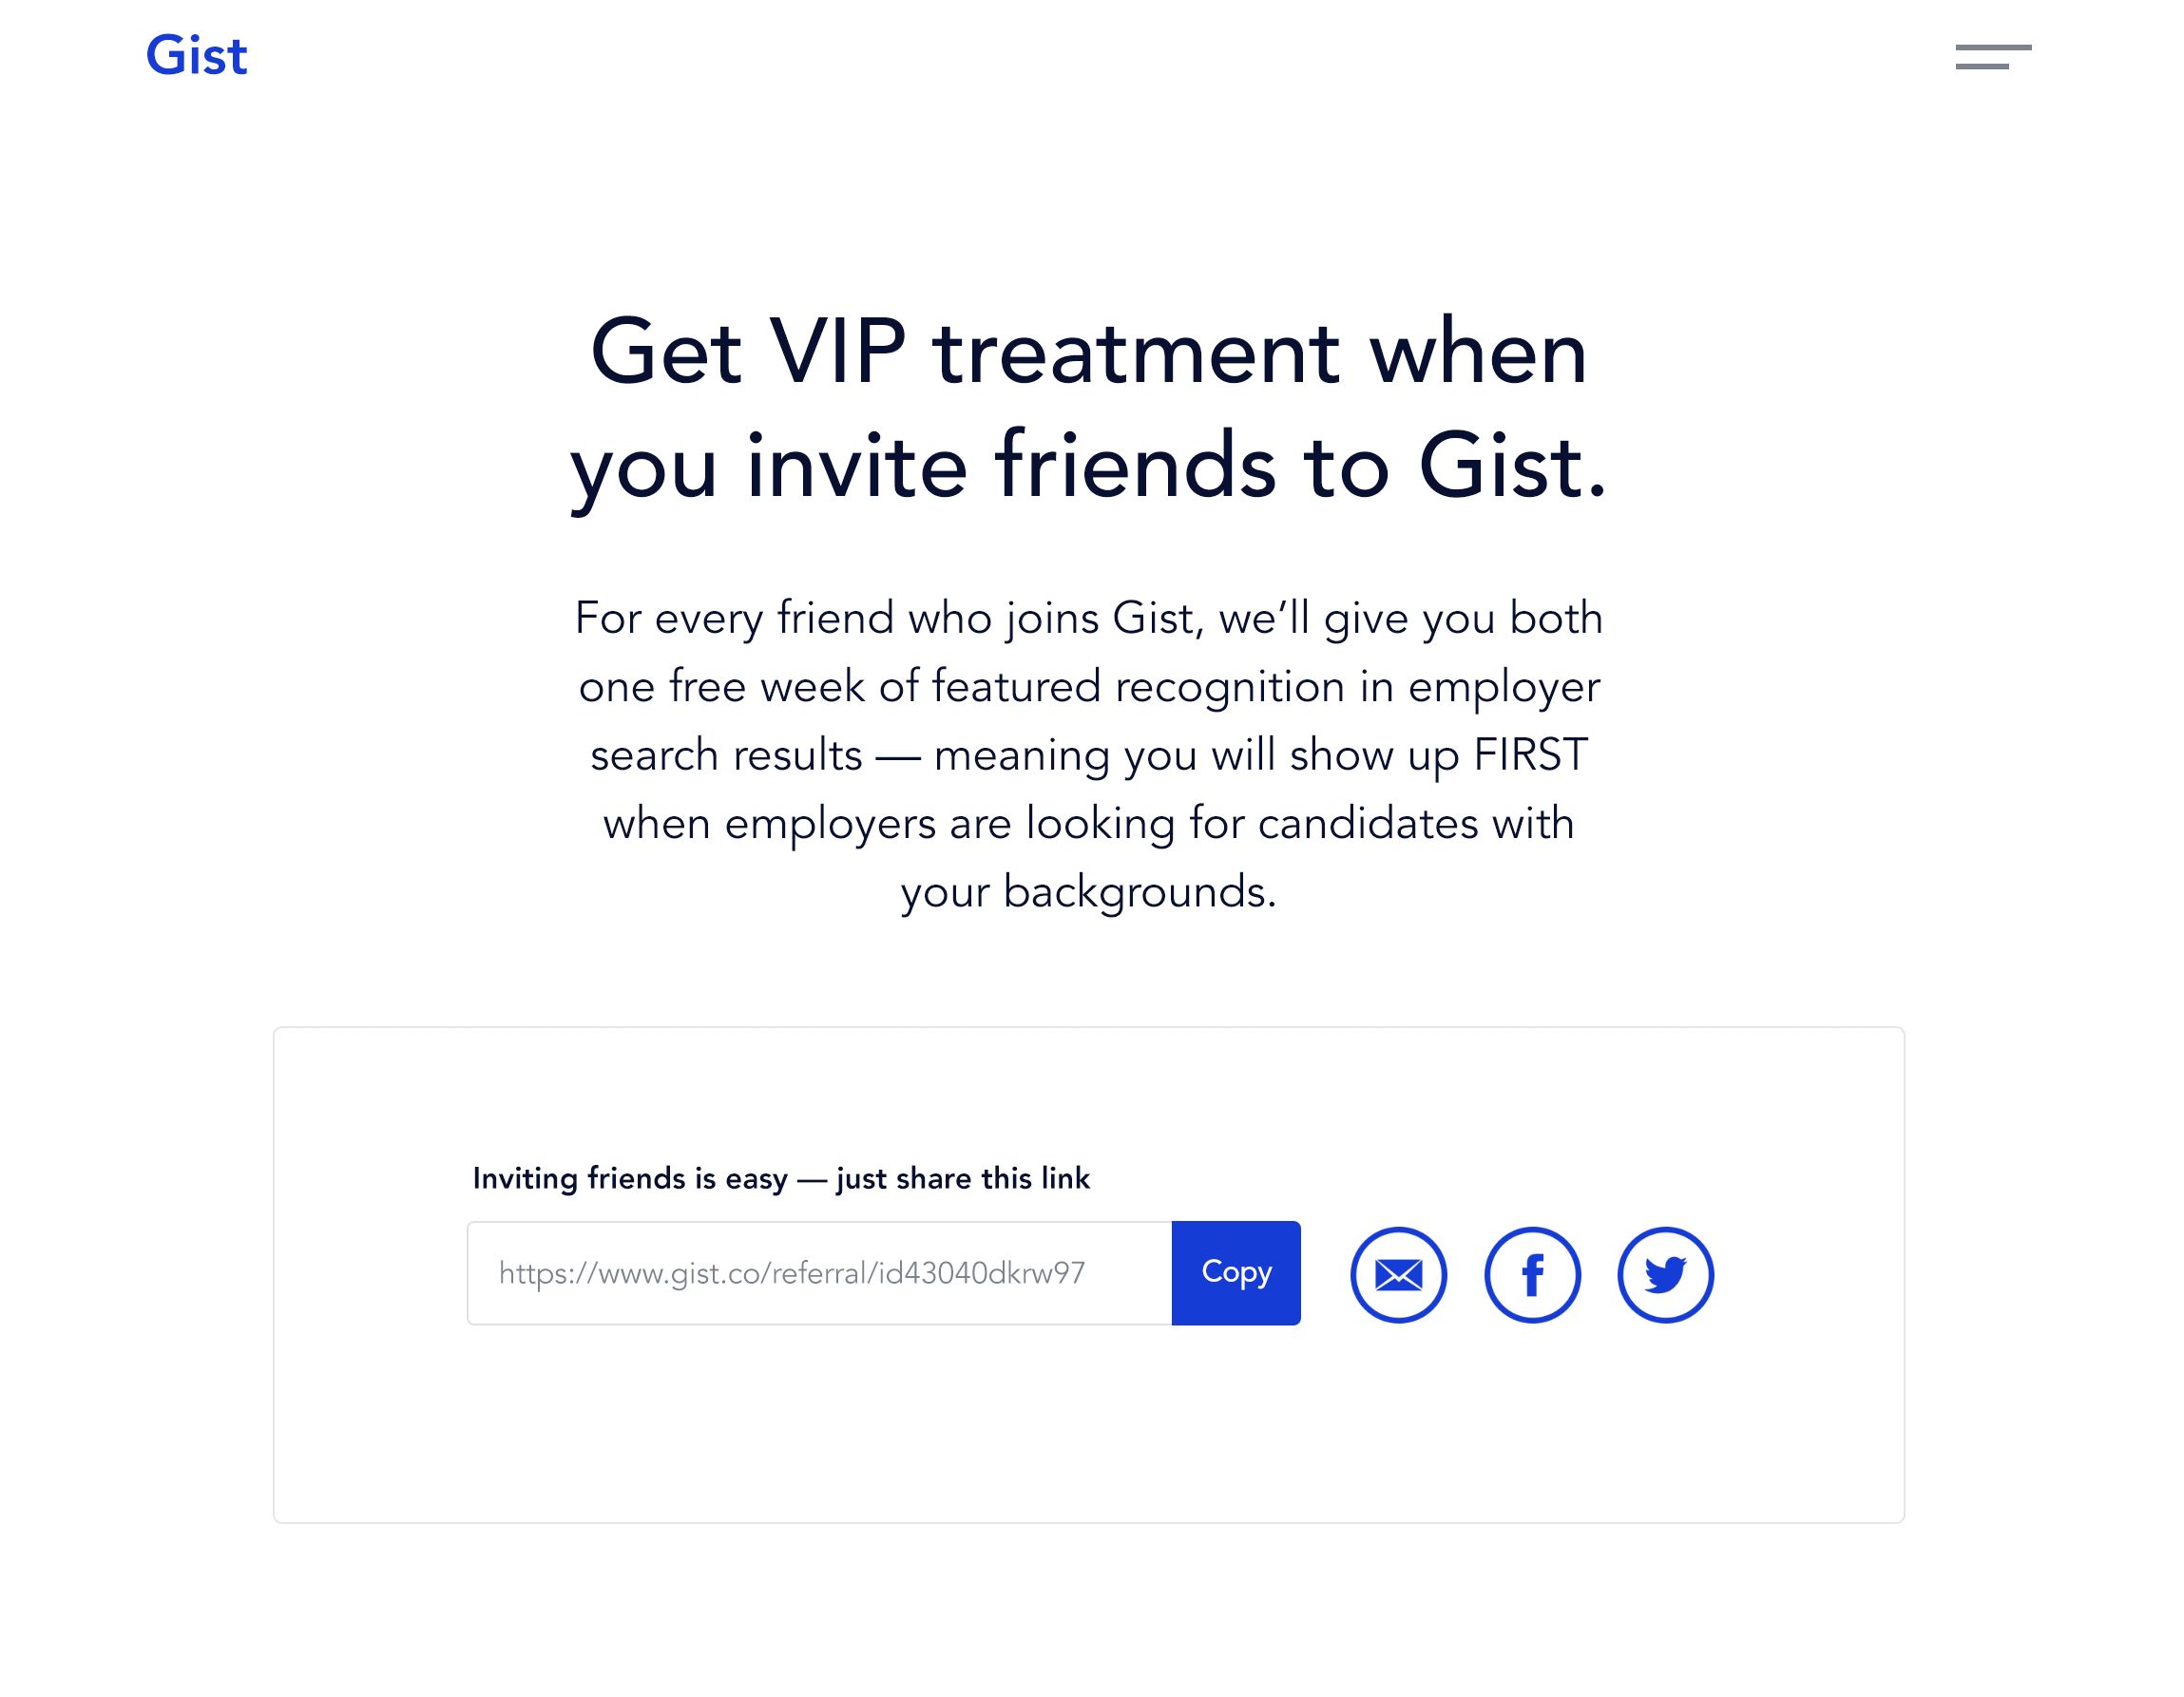 Gist
Get VIP treatment when
you invite friends to Gist.
For every friend who joins Gist, we‘ll give you both
one free week of featured recognition in employer
search results — meaning you will show up FIRST
when employers are looking for candidates with
your backgrounds.
Inviting friends is easy — just share this link
https://www.gist.co/referral/id43040dkrw97
Copy